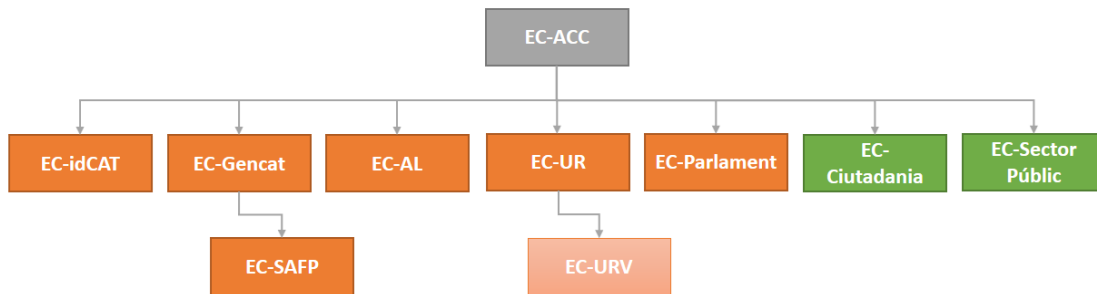 EC-ACC
EC-idCAT
EC-Gencat
EC-AL
EC-UR
EC-Parlament
EC-
Ciutadania
EC-Sector
Públic
EC-SAFP
EC-URV